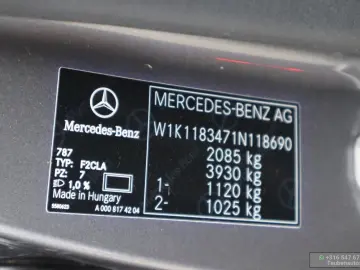 MERCEDES-BENZ AG
W1K1183471N118690
2085 kg
3930 kg
1- 1120 kg
2- 1025 kg
Mercedes-Benz
787
TYP: F2CLA
PZ: 7
1,0 %
Made in Hungary
A 000 817 42 04